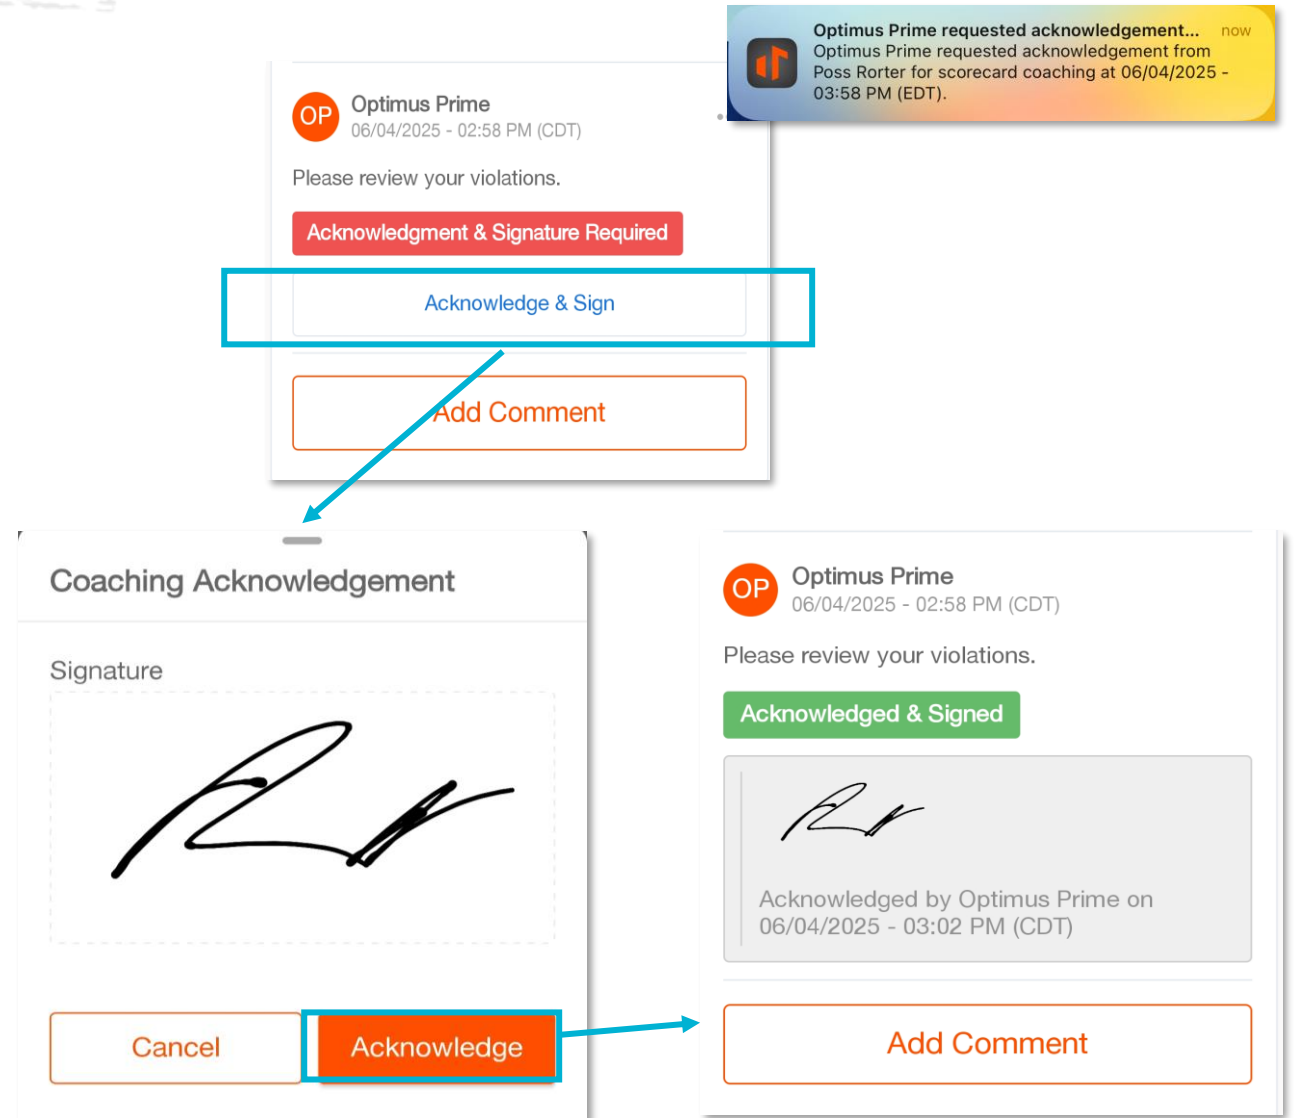 Optimus Prime requested acknowledgement... now
Optimus Prime requested acknowledgement from
Poss Rorter for scorecard coaching at 06/04/2025 -
03:58 PM (EDT).
OP
Optimus Prime
06/04/2025 - 02:58 PM (CDT)
Please review your violations.
Acknowledgment & Signature Required
Acknowledge & Sign
Add Comment
Coaching Acknowledgement
Signature
Cancel
Acknowledge
OP
Optimus Prime
06/04/2025 - 02:58 PM (CDT)
Please review your violations.
Acknowledged & Signed
Acknowledged by Optimus Prime on
06/04/2025 - 03:02 PM (CDT)
Add Comment